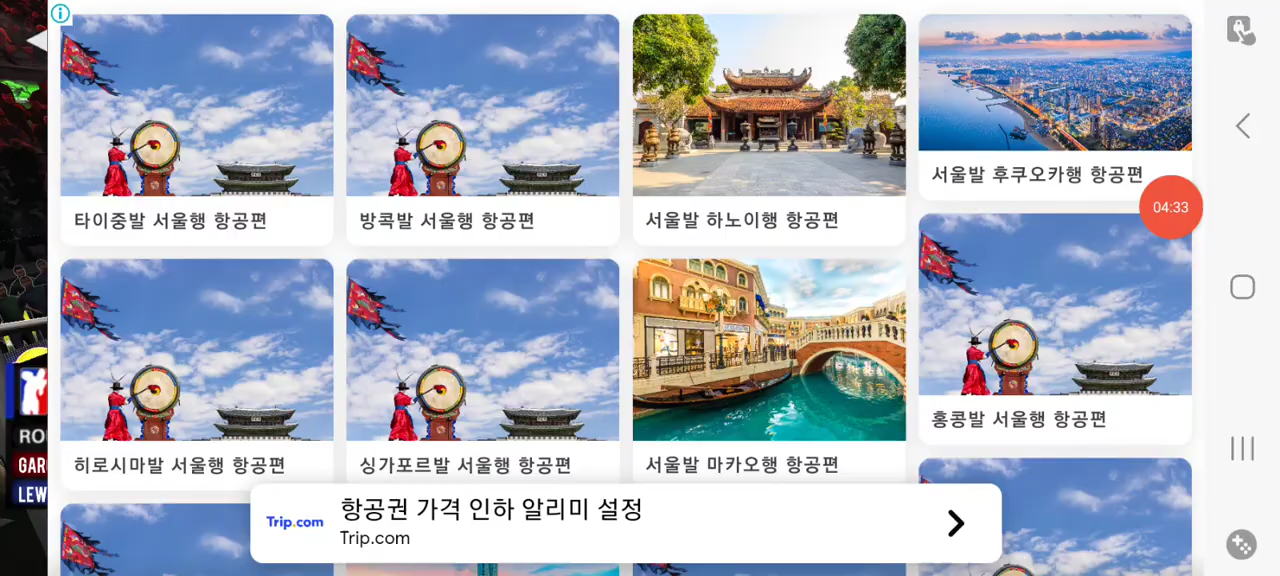 타이중발 서울행 항공편
방콕발 서울행 항공편
서울발 하노이행 항공편
서울발 후쿠오카행 항공편
04:33
히로시마발 서울행 항공편
싱가포르발 서울행 항공편
서울발 마카오행 항공편
홍콩발 서울행 항공편
Trip.com
항공권 가격 인하 알리미 설정
Trip.com